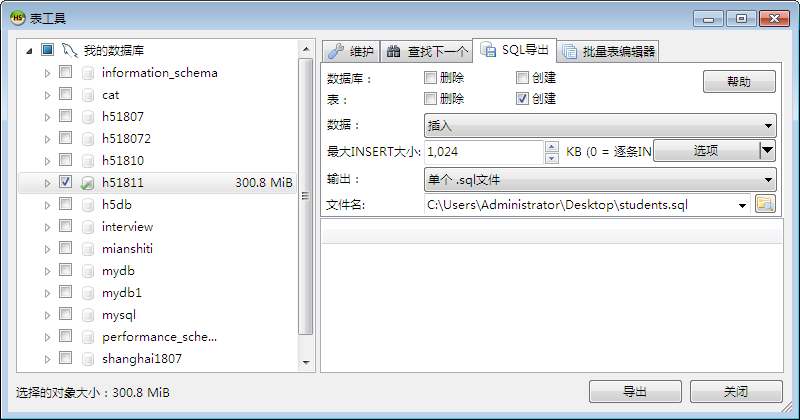 HS 表工具
我的数据库
information_schema
cat
h51807
h518072
h51810
h51811 300.8 MiB
h5db
interview
mianshiti
mydb
mydb1
mysql
performance_sche...
shanghai1807
维护 查找下一个 SQL导出 批量表编辑器
数据库： 删除 创建 帮助
表： 删除 创建
数据： 插入
最大INSERT大小: 1,024 KB (0 = 逐条IN 选项
输出： 单个 .sql文件
文件名: C:\Users\Administrator\Desktop\students.sql
选择的对象大小：300.8 MiB 导出 关闭